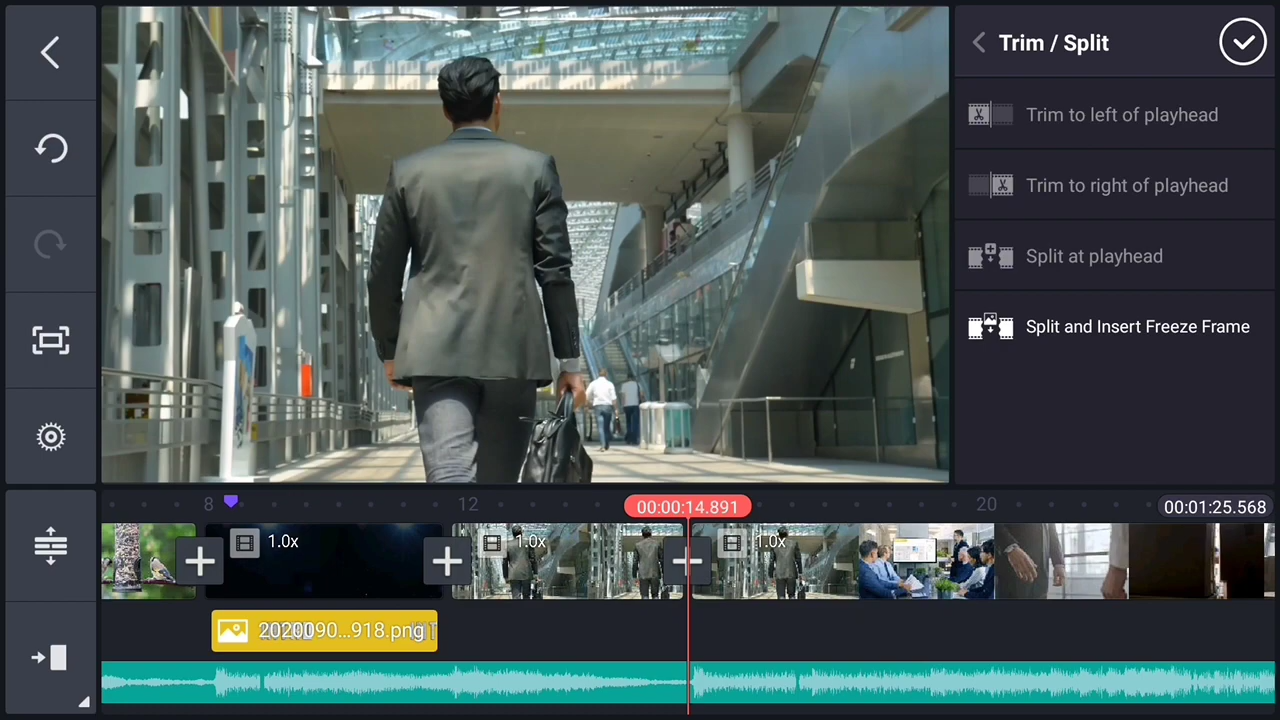 Trim / Split
Trim to left of playhead
Trim to right of playhead
Split at playhead
Split and Insert Freeze Frame
8
12
00:00:14.891
20
00:01:25.568
1.0x
1.0x
1.0x
2020090...918.png